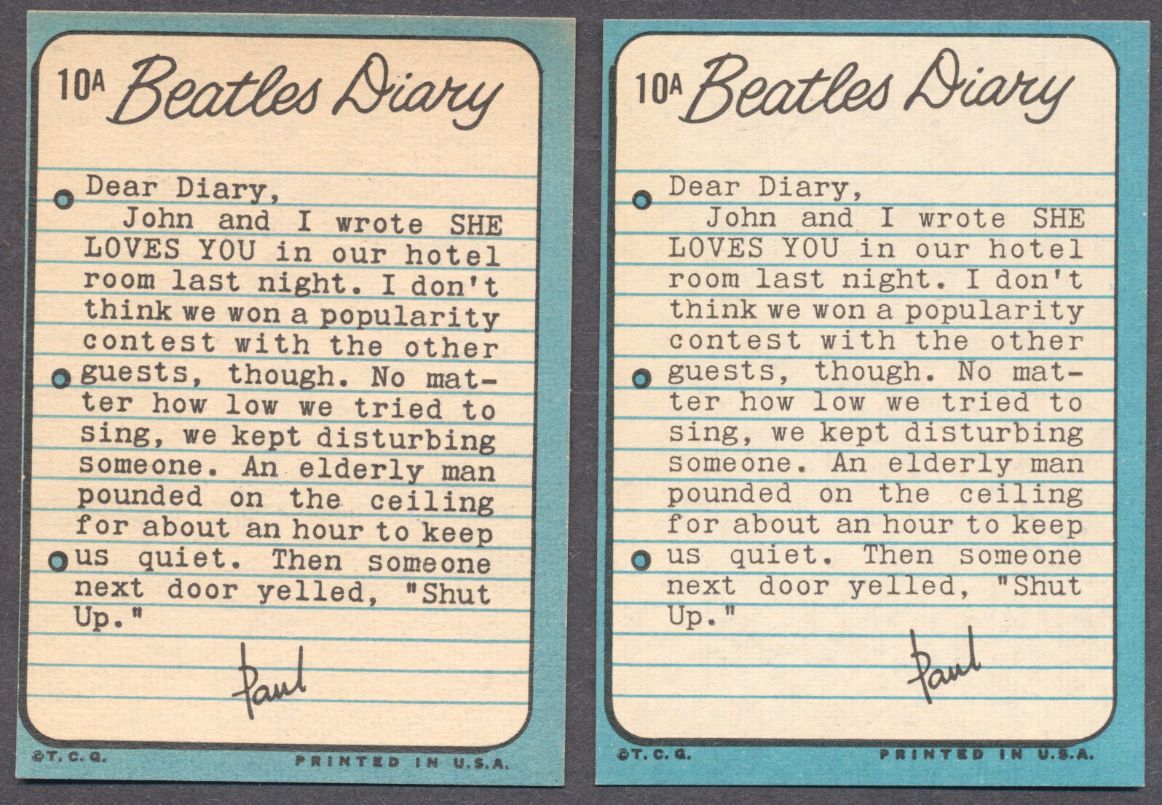 10A Beatles Diary
Dear Diary,
John and I wrote SHE
LOVES YOU in our hotel
room last night. I don't
think we won a popularity
contest with the other
guests, though. No mat-
ter how low we tried to
sing, we kept disturbing
someone. An elderly man
pounded on the ceiling
for about an hour to keep
us quiet. Then someone
next door yelled, "Shut
Up."
Paul
©T.C.G. PRINTED IN U.S.A.
10A Beatles Diary
Dear Diary,
John and I wrote SHE
LOVES YOU in our hotel
room last night. I don't
think we won a popularity
contest with the other
guests, though. No mat-
ter how low we tried to
sing, we kept disturbing
someone. An elderly man
pounded on the ceiling
for about an hour to keep
us quiet. Then someone
next door yelled, "Shut
Up."
Paul
©T.C.G. PRINTED IN U.S.A.